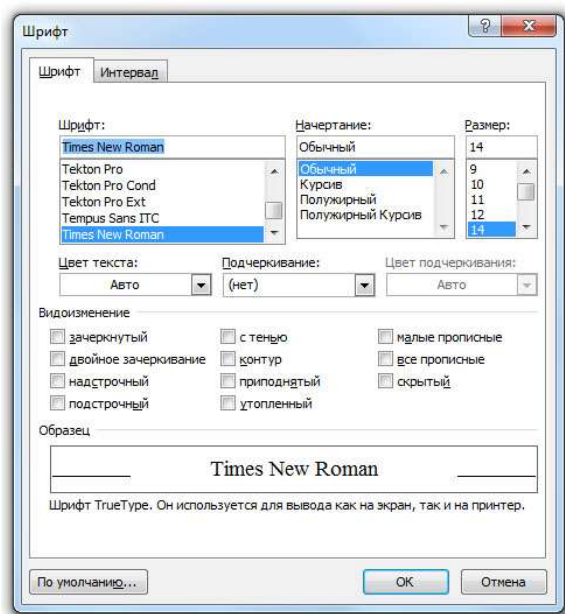 Шрифт
Шрифт Интервал
Шрифт: Начертание: Размер:
Times New Roman Обычный 14
Tekton Pro Обычный 9
Tekton Pro Cond Курсив 10
Tekton Pro Ext Полужирный 11
Tempus Sans ITC Полужирный Курсив 12
Times New Roman 14
Цвет текста: Подчеркивание: Цвет подчеркивания:
Авто (нет) Авто
Видоизменение
зачеркнутый с тенью малые прописные
двойное зачеркивание контур все прописные
надстрочный приподнятый скрытый
подстрочный утопленный
Образец
Times New Roman
Шрифт TrueType. Он используется для вывода как на экран, так и на принтер.
По умолчанию... ОК Отмена